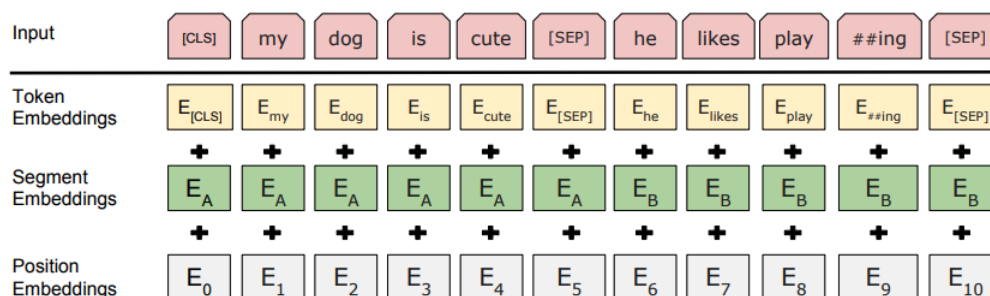 Input [CLS] my dog is cute [SEP] he likes play ##ing [SEP]
Token
Embeddings E[CLS] Emy Edog Eis Ecute E[SEP] Ehe Elikes Eplay E##ing E[SEP]
+ + + + + + + + + + +
Segment
Embeddings EA EA EA EA EA EA EB EB EB EB EB
+ + + + + + + + + + +
Position
Embeddings E0 E1 E2 E3 E4 E5 E6 E7 E8 E9 E10